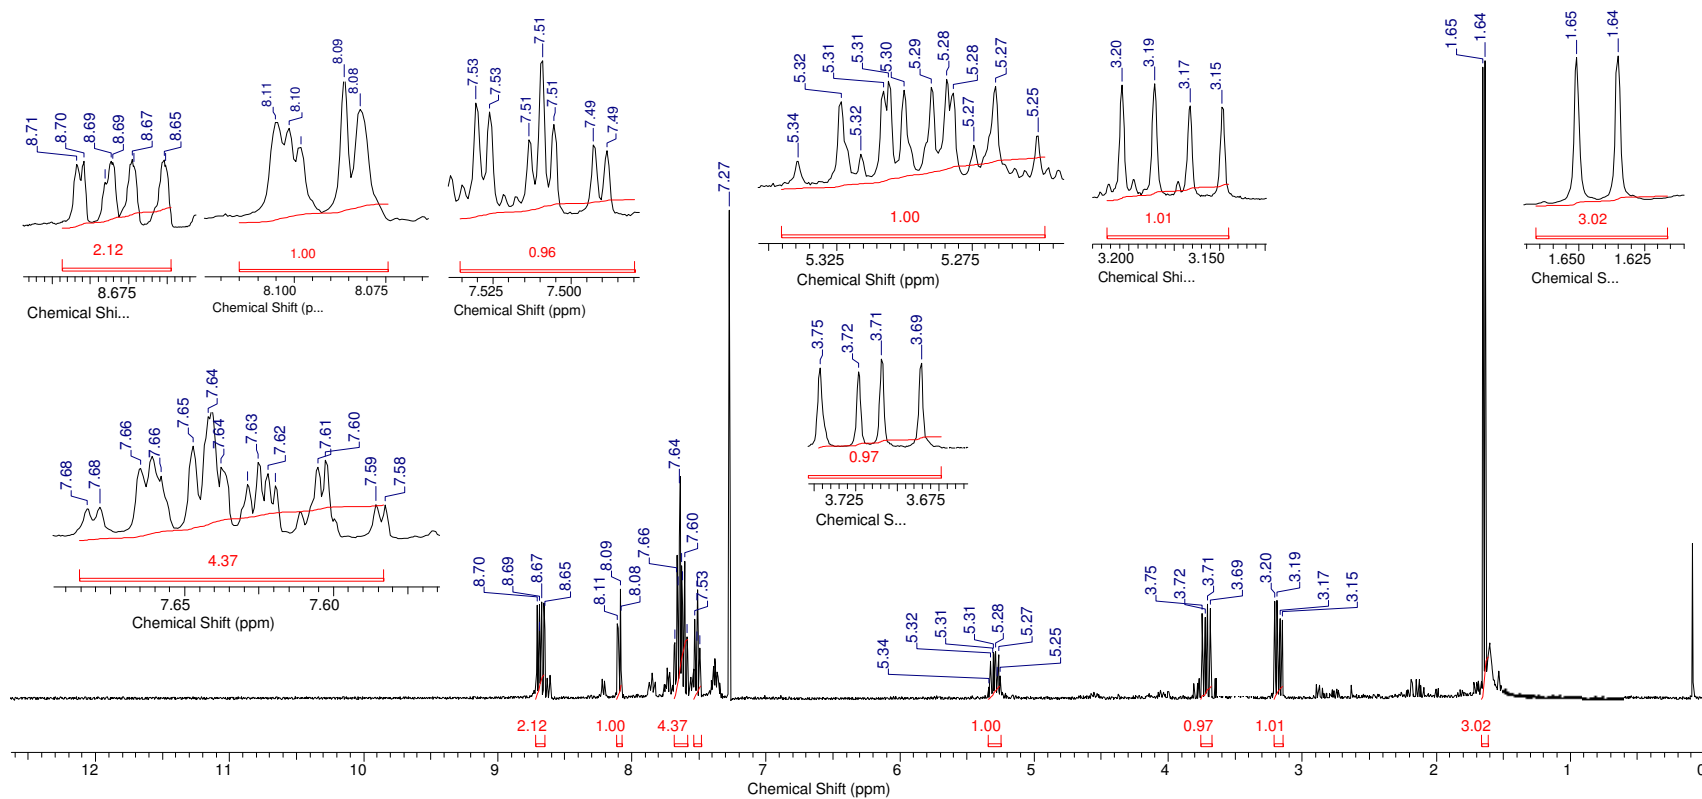 8.71 8.70 8.69 8.69 8.67 8.65
2.12
8.675
Chemical Shi...
8.11 8.10 8.09 8.08
1.00
8.100 8.075
Chemical Shift (p...
7.53 7.53 7.51 7.51 7.51 7.49 7.49
0.96
7.525 7.500
Chemical Shift (ppm)
5.34 5.32 5.32 5.31 5.31 5.30 5.29 5.28 5.28 5.27 5.27 5.25
1.00
5.325 5.275
Chemical Shift (ppm)
3.20 3.19 3.17 3.15
1.01
3.200 3.150
Chemical Shi...
1.65 1.64
1.65 1.64
3.02
1.650 1.625
Chemical S...
7.68 7.68 7.66 7.66 7.65 7.64 7.64 7.63 7.62 7.61 7.60 7.59 7.58
4.37
7.65 7.60
Chemical Shift (ppm)
3.75 3.72 3.71 3.69
0.97
3.725 3.675
Chemical S...
7.27
8.70 8.69 8.67 8.65 8.11 8.09 8.08 7.66 7.64 7.60 7.53 5.34 5.32 5.31 5.31 5.28 5.27 5.25 3.75 3.72 3.71 3.69 3.20 3.19 3.17 3.15
2.12 1.00 4.37 1.00 0.97 1.01 3.02
12 11 10 9 8 7 6 5 4 3 2 1 0
Chemical Shift (ppm)